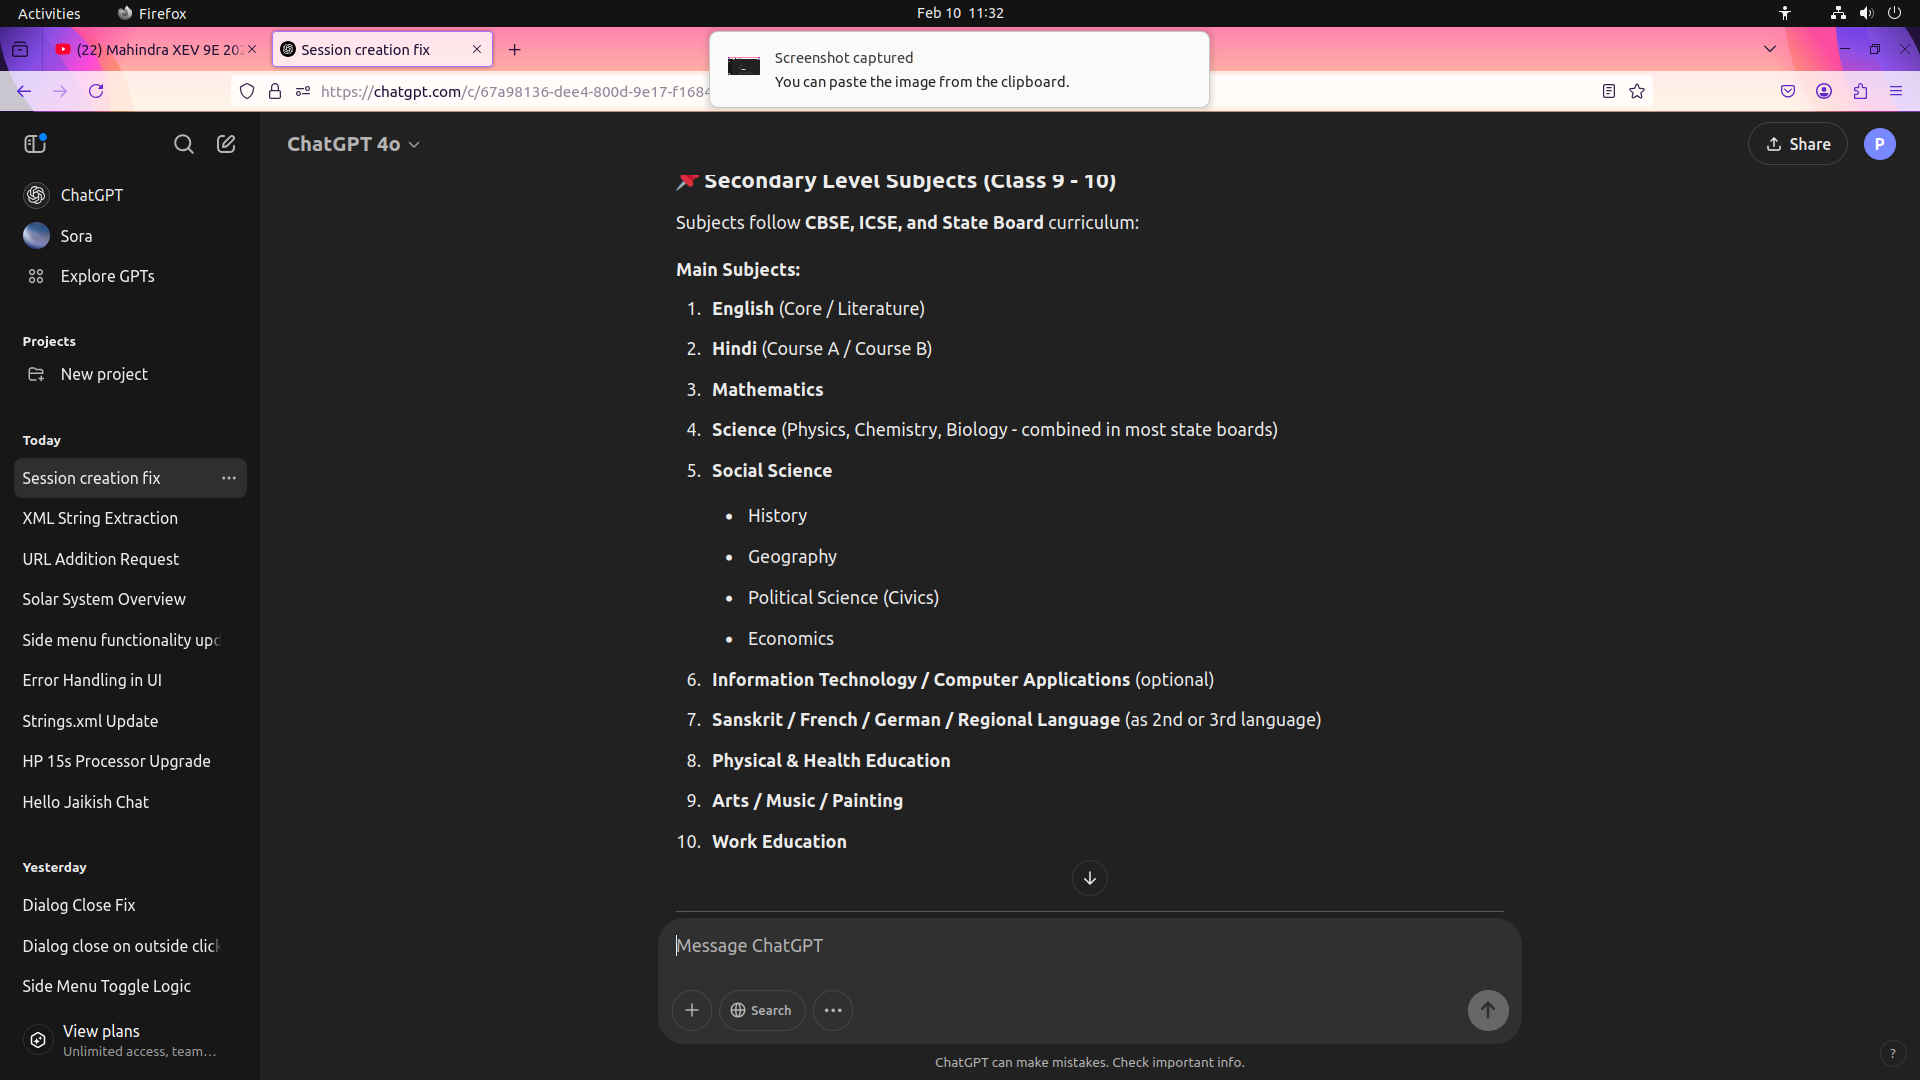 Activities
Firefox
Feb 10 11:32
(22) Mahindra XEV 9E 202
Session creation fix
Screenshot captured
You can paste the image from the clipboard.
https://chatgpt.com/c/67a98136-dee4-800d-9e17-f1684
ChatGPT 4o
Share
P
ChatGPT
Sora
Explore GPTs
Projects
New project
Today
Session creation fix
XML String Extraction
URL Addition Request
Solar System Overview
Side menu functionality upd
Error Handling in UI
Strings.xml Update
HP 15s Processor Upgrade
Hello Jaikish Chat
Yesterday
Dialog Close Fix
Dialog close on outside click
Side Menu Toggle Logic
View plans
Unlimited access, team...
Secondary Level Subjects (Class 9 - 10)
Subjects follow CBSE, ICSE, and State Board curriculum:
Main Subjects:
1. English (Core / Literature)
2. Hindi (Course A / Course B)
3. Mathematics
4. Science (Physics, Chemistry, Biology - combined in most state boards)
5. Social Science
• History
• Geography
• Political Science (Civics)
• Economics
6. Information Technology / Computer Applications (optional)
7. Sanskrit / French / German / Regional Language (as 2nd or 3rd language)
8. Physical & Health Education
9. Arts / Music / Painting
10. Work Education
Message ChatGPT
Search
ChatGPT can make mistakes. Check important info.
?